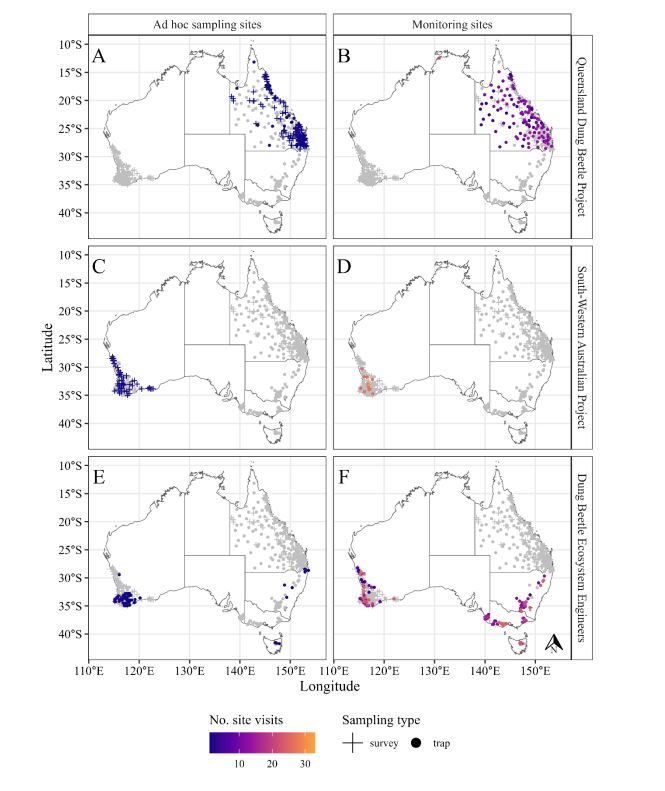 Ad hoc sampling sites
Monitoring sites
A
B
10°S
15°S
20°S
25°S
30°S
35°S
40°S
Queensland Dung Beetle Project
C
D
10°S
15°S
20°S
25°S
30°S
35°S
40°S
Latitude
South-Western Australian Project
E
F
10°S
15°S
20°S
25°S
30°S
35°S
40°S
Dung Beetle Ecosystem Engineers
N
110°E 120°E 130°E 140°E 150°E 110°E 120°E 130°E 140°E 150°E
Longitude
No. site visits
10 20 30
Sampling type
survey trap